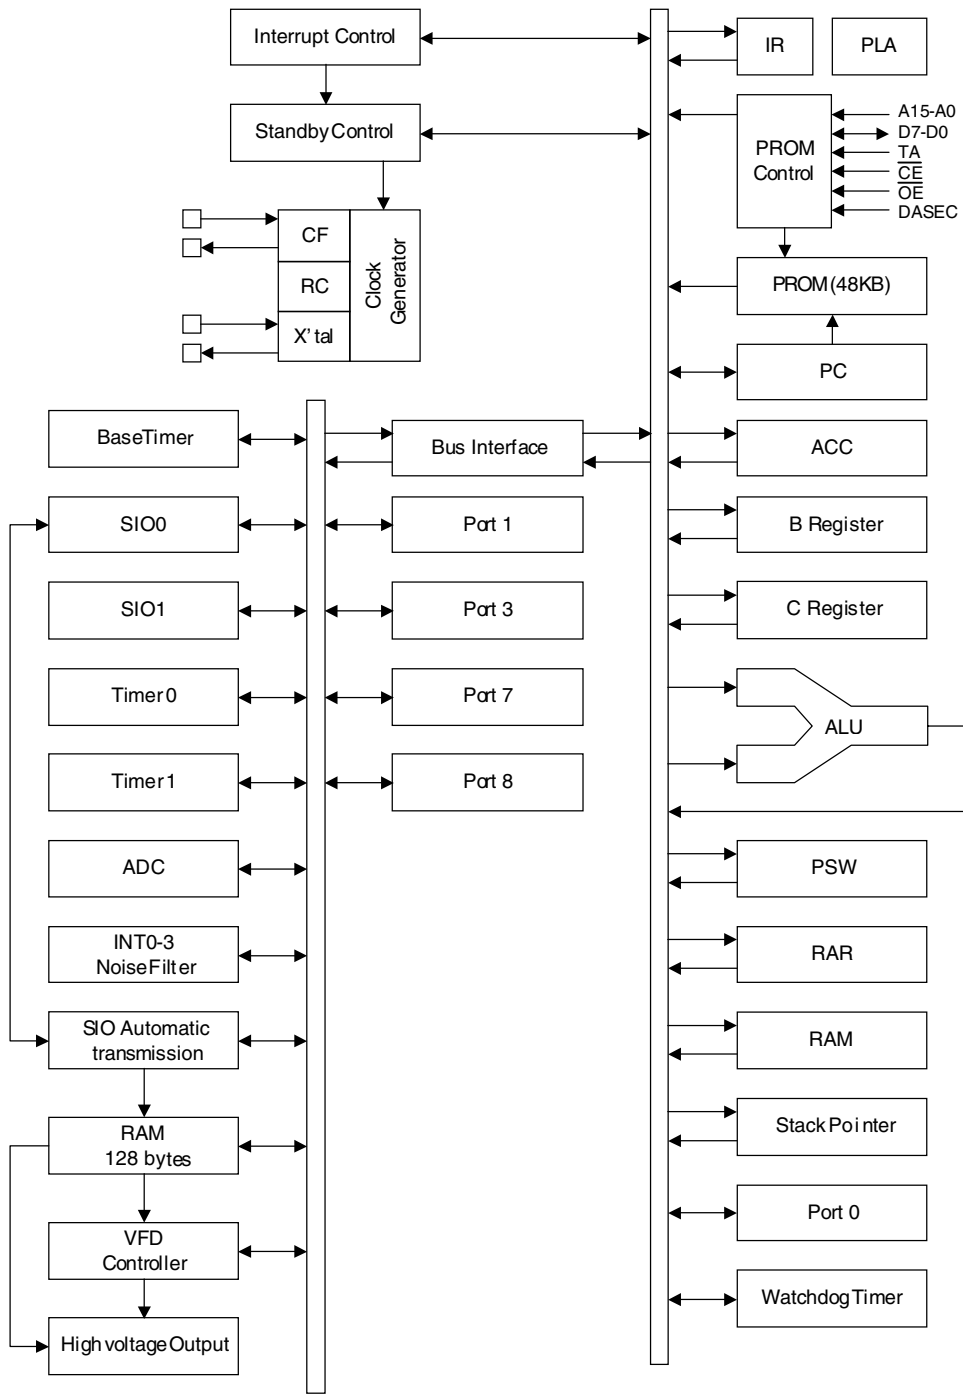 Interrupt Control
IR
PLA
Standby Control
PROM
Control
A15-A0
D7-D0
TA
CE
OE
DASEC
CF
RC
X'tal
Clock
Generator
PROM(48KB)
PC
Base Timer
Bus Interface
ACC
SIO0
Port 1
B Register
SIO1
Port 3
C Register
Timer 0
Port 7
ALU
Timer 1
Port 8
ADC
PSW
INT0-3
Noise Filter
RAR
SIO Automatic
transmission
RAM
RAM
128 bytes
Stack Pointer
VFD
Controller
Port 0
High voltage Output
Watchdog Timer